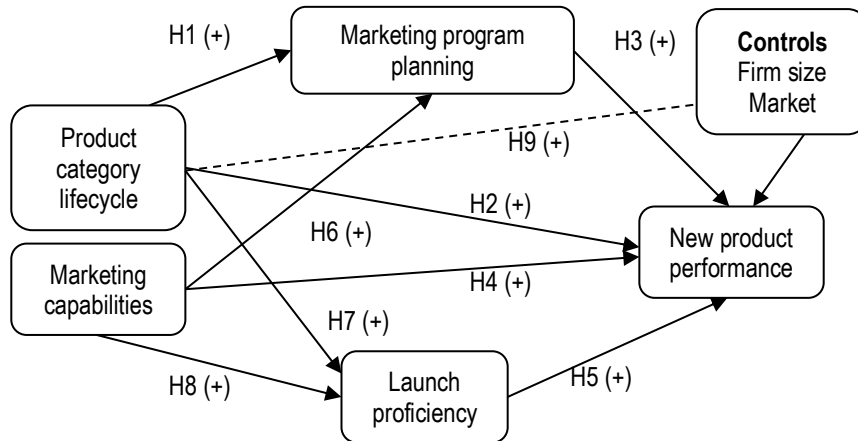 H1 (+)
Marketing program
planning
H3 (+)
Controls
Firm size
Market
Product
category
lifecycle
H9 (+)
H2 (+)
H6 (+)
New product
performance
Marketing
capabilities
H4 (+)
H7 (+)
H8 (+)
Launch
proficiency
H5 (+)